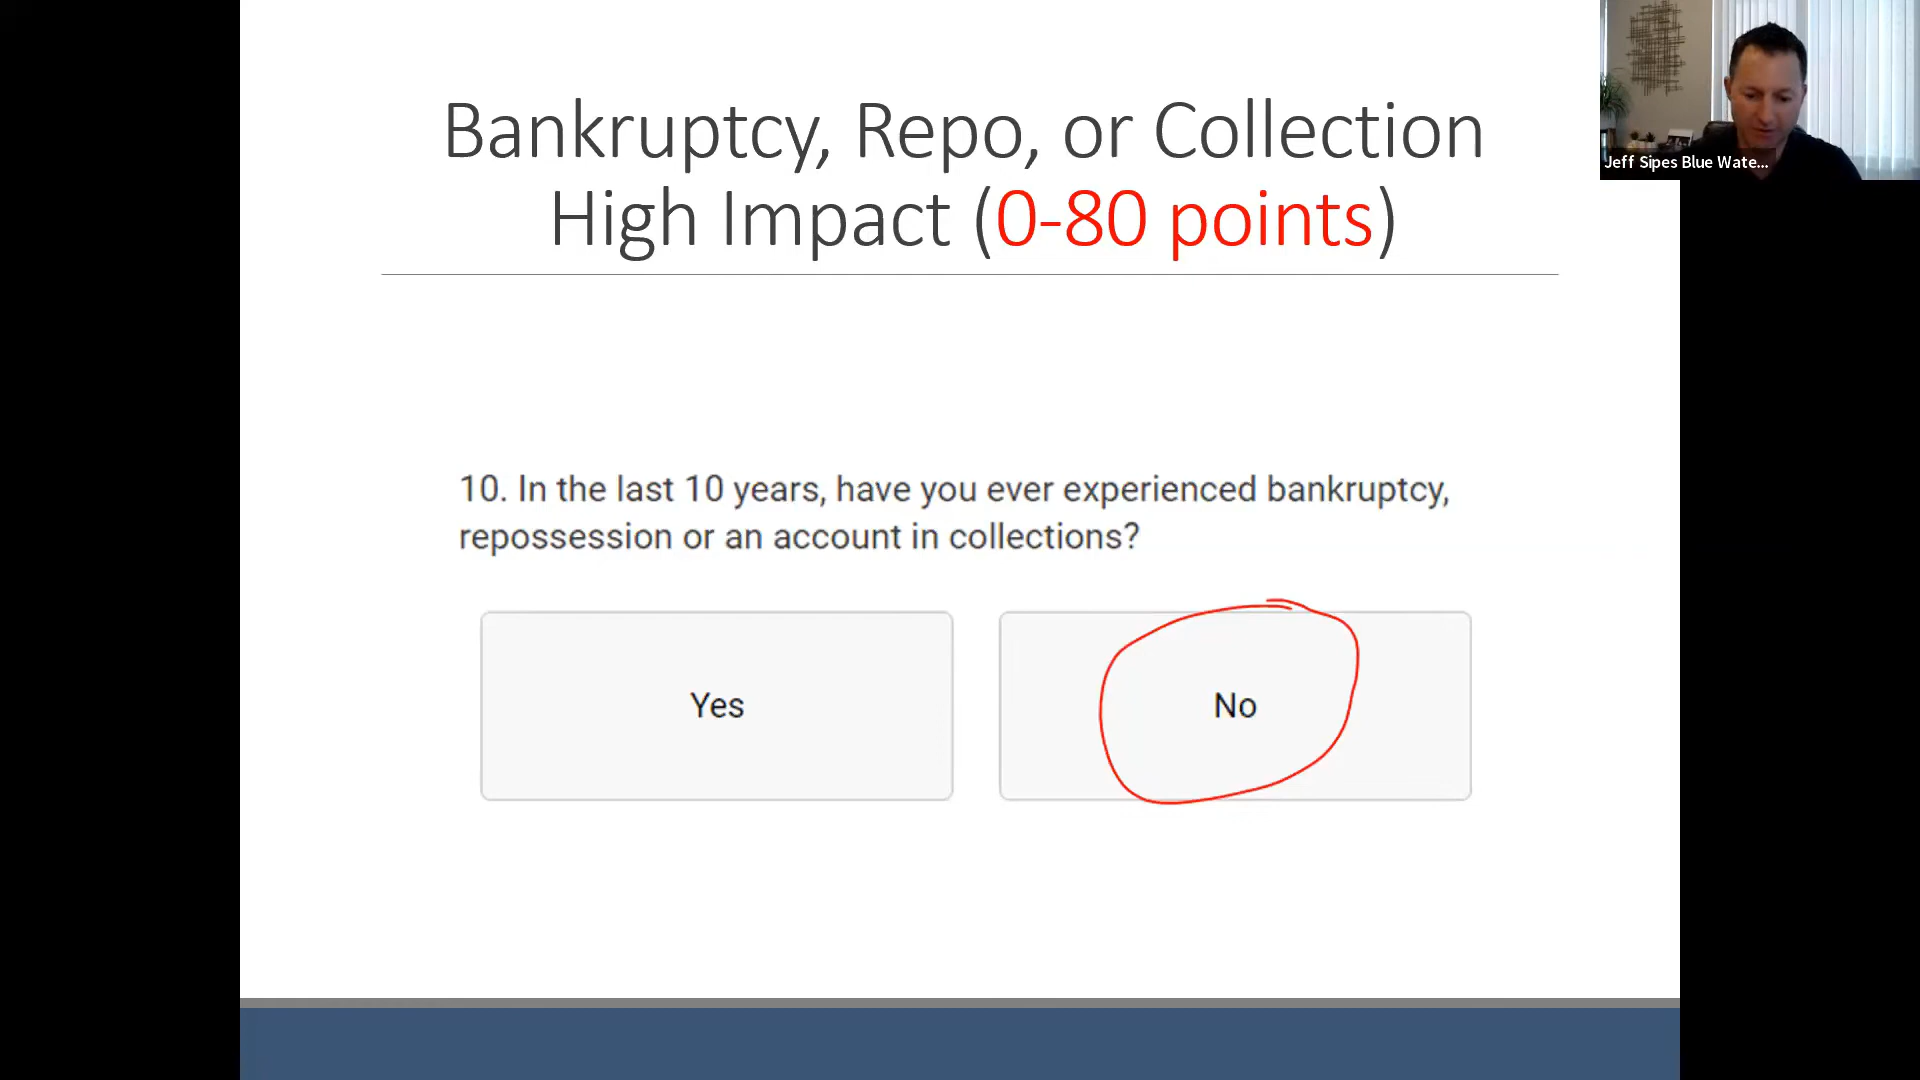 Bankruptcy, Repo, or Collection
High Impact (0-80 points)
Jeff Sipes Blue Wate...
10. In the last 10 years, have you ever experienced bankruptcy,
repossession or an account in collections?
Yes
No